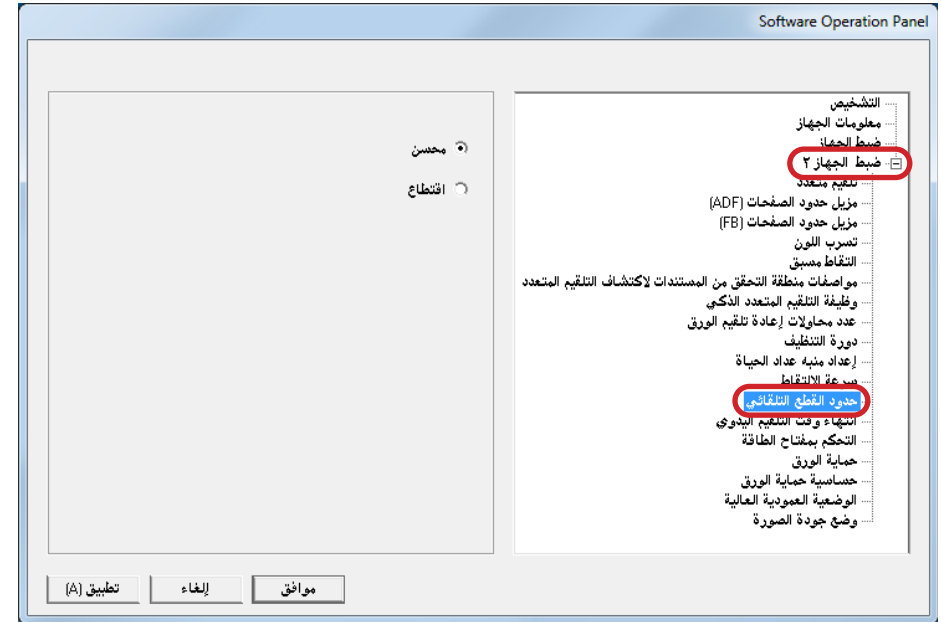 Software Operation Panel
التشخيص
معلومات الجهاز
ضبط الجهاز
ضبط الجهاز ٢
تلقيم متعدد
مزيل حدود الصفحات (ADF)
مزيل حدود الصفحات (FB)
تسرب اللون
التقاط مسبق
مواصفات منطقة التحقق من المستندات لاكتشاف التلقيم المتعدد
وظيفة التلقيم المتعدد الذكي
عدد محاولات إعادة تلقيم الورق
دورة التنظيف
إعداد منبه عداد الحياة
سرعة الالتقاط
حدود القطع التلقائي
انتهاء وقت التلقيم اليدوي
التحكم بمفتاح الطاقة
حماية الورق
حساسية حماية الورق
الوضعية العمودية العالية
وضع جودة الصورة
محسن
اقتطاع
موافق
إلغاء
تطبيق (A)